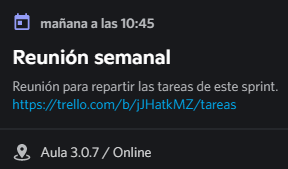 mañana a las 10:45
Reunión semanal
Reunión para repartir las tareas de este sprint.
https://trello.com/b/jJHatkMZ/tareas
Aula 3.0.7 / Online